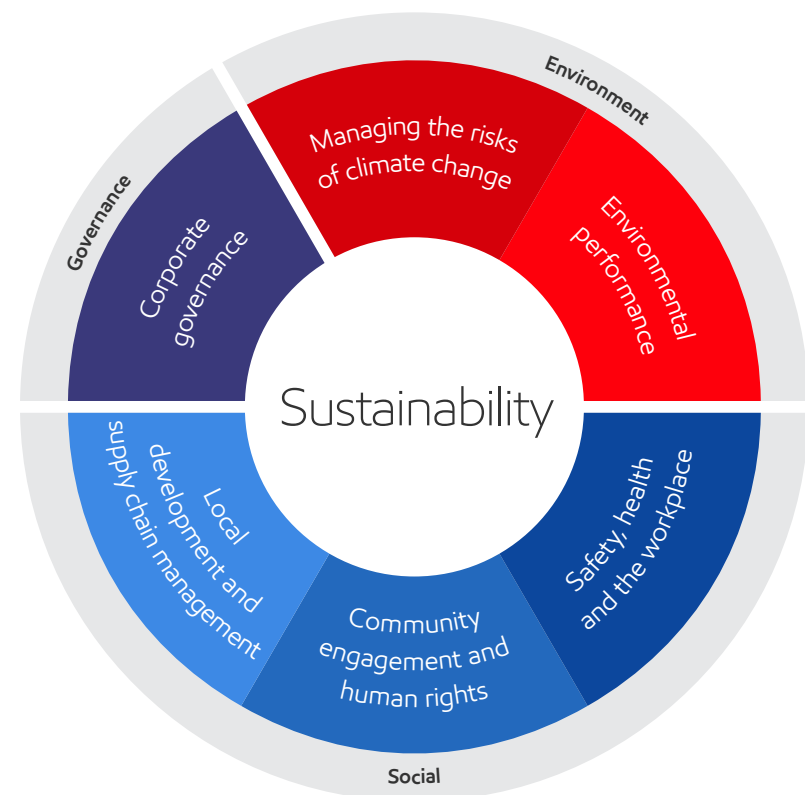 Environment
Managing the risks
of climate change
Environmental
performance
Governance
Corporate
governance
Sustainability
Local
development and
supply chain management
Community
engagement and
human rights
Safety, health
and the workplace
Social